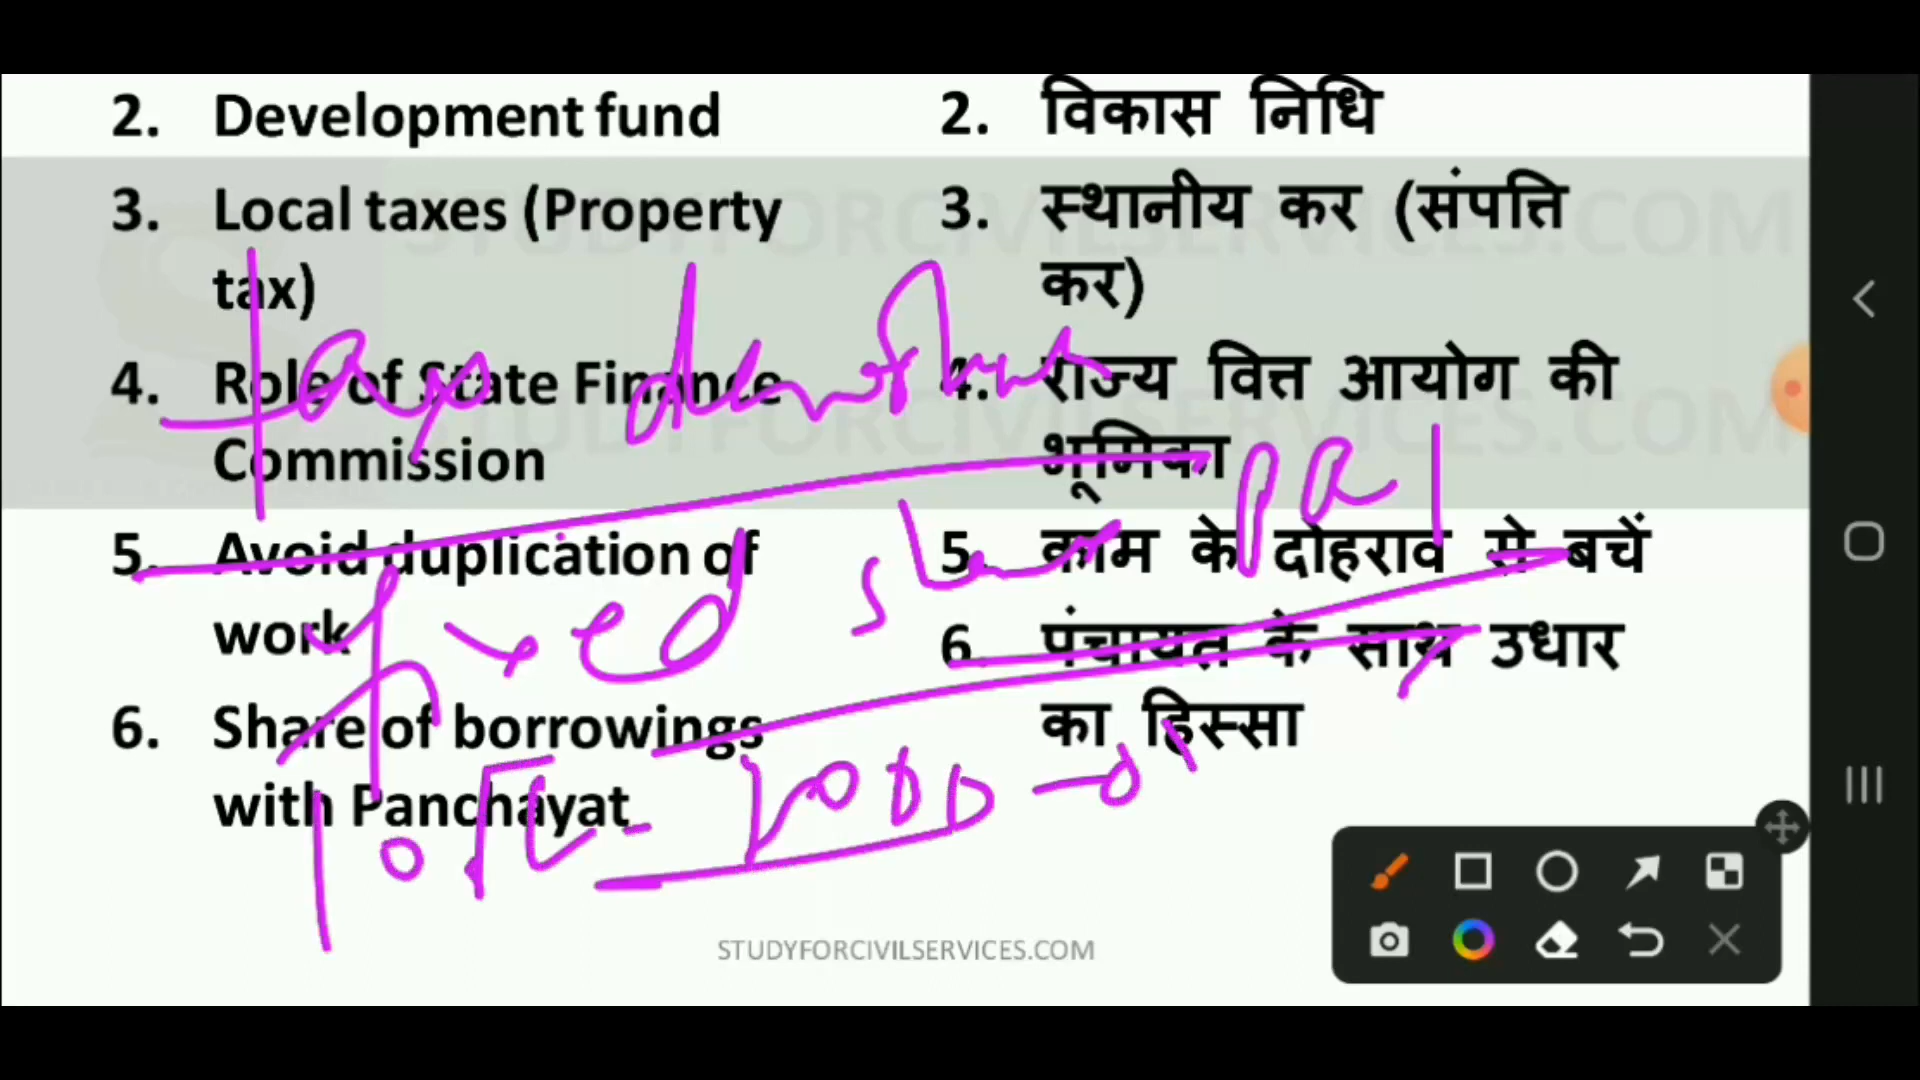 2. Development fund
3. Local taxes (Property
tax)
4. Role of State Finance
Commission
5. Avoid duplication of
work
6. Share of borrowings
with Panchayat
2. विकास निधि
3. स्थानीय कर (संपत्ति
कर)
4. राज्य वित्त आयोग की
भूमिका
5. काम के दोहराव से बचें
6. पंचायत के साथ उधार
का हिस्सा
fixed
STUDYFORCIVILSERVICES.COM